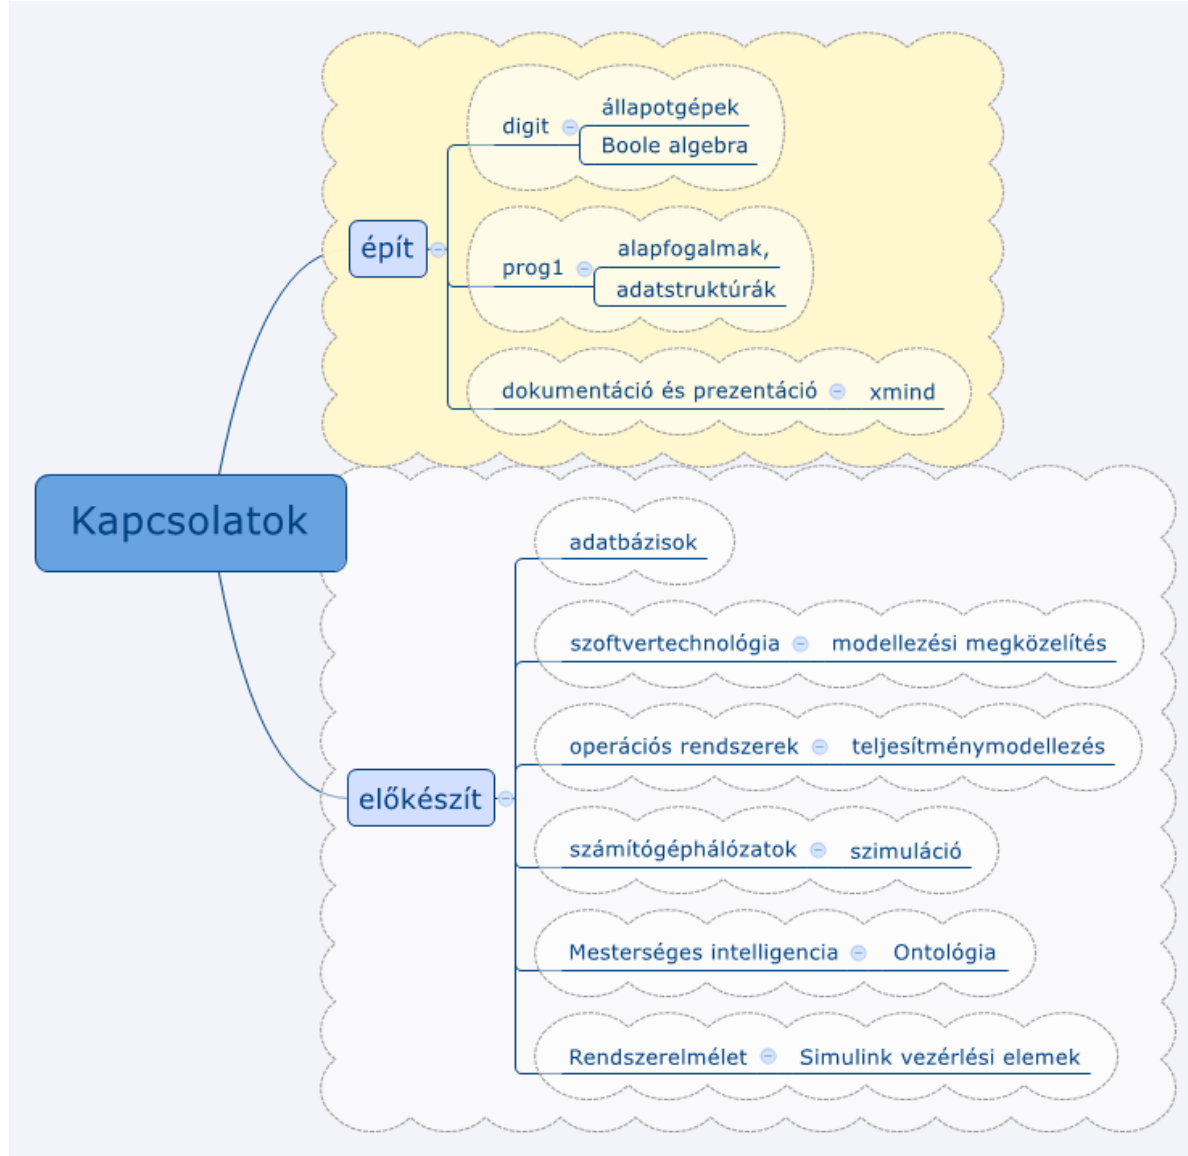 állapotgépek
digit
Boole algebra
épít
alapfogalmak,
prog1
adatstruktúrák
dokumentáció és prezentáció
xmind
Kapcsolatok
adatbázisok
szoftvertechnológia
modellezési megközelítés
operációs rendszerek
teljesítménymodellezés
előkészít
számítógéphálózatok
szimuláció
Mesterséges intelligencia
Ontológia
Rendszerelmélet
Simulink vezérlési elemek